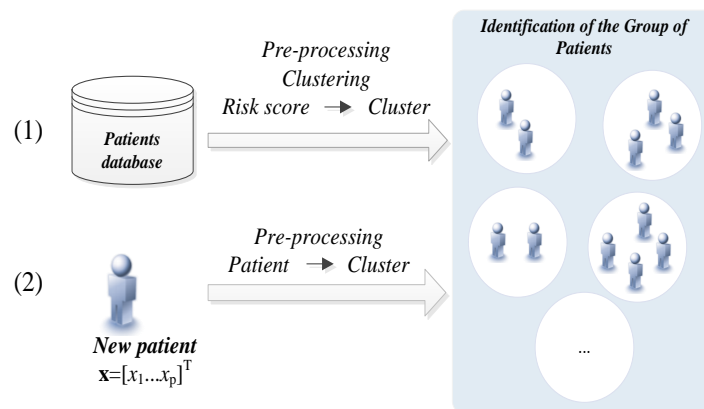 Identification of the Group of
Patients
Pre-processing
Clustering
Risk score → Cluster
(1)
Patients
database
Pre-processing
Patient → Cluster
(2)
New patient
x=[x₁...xₚ]ᵀ
...